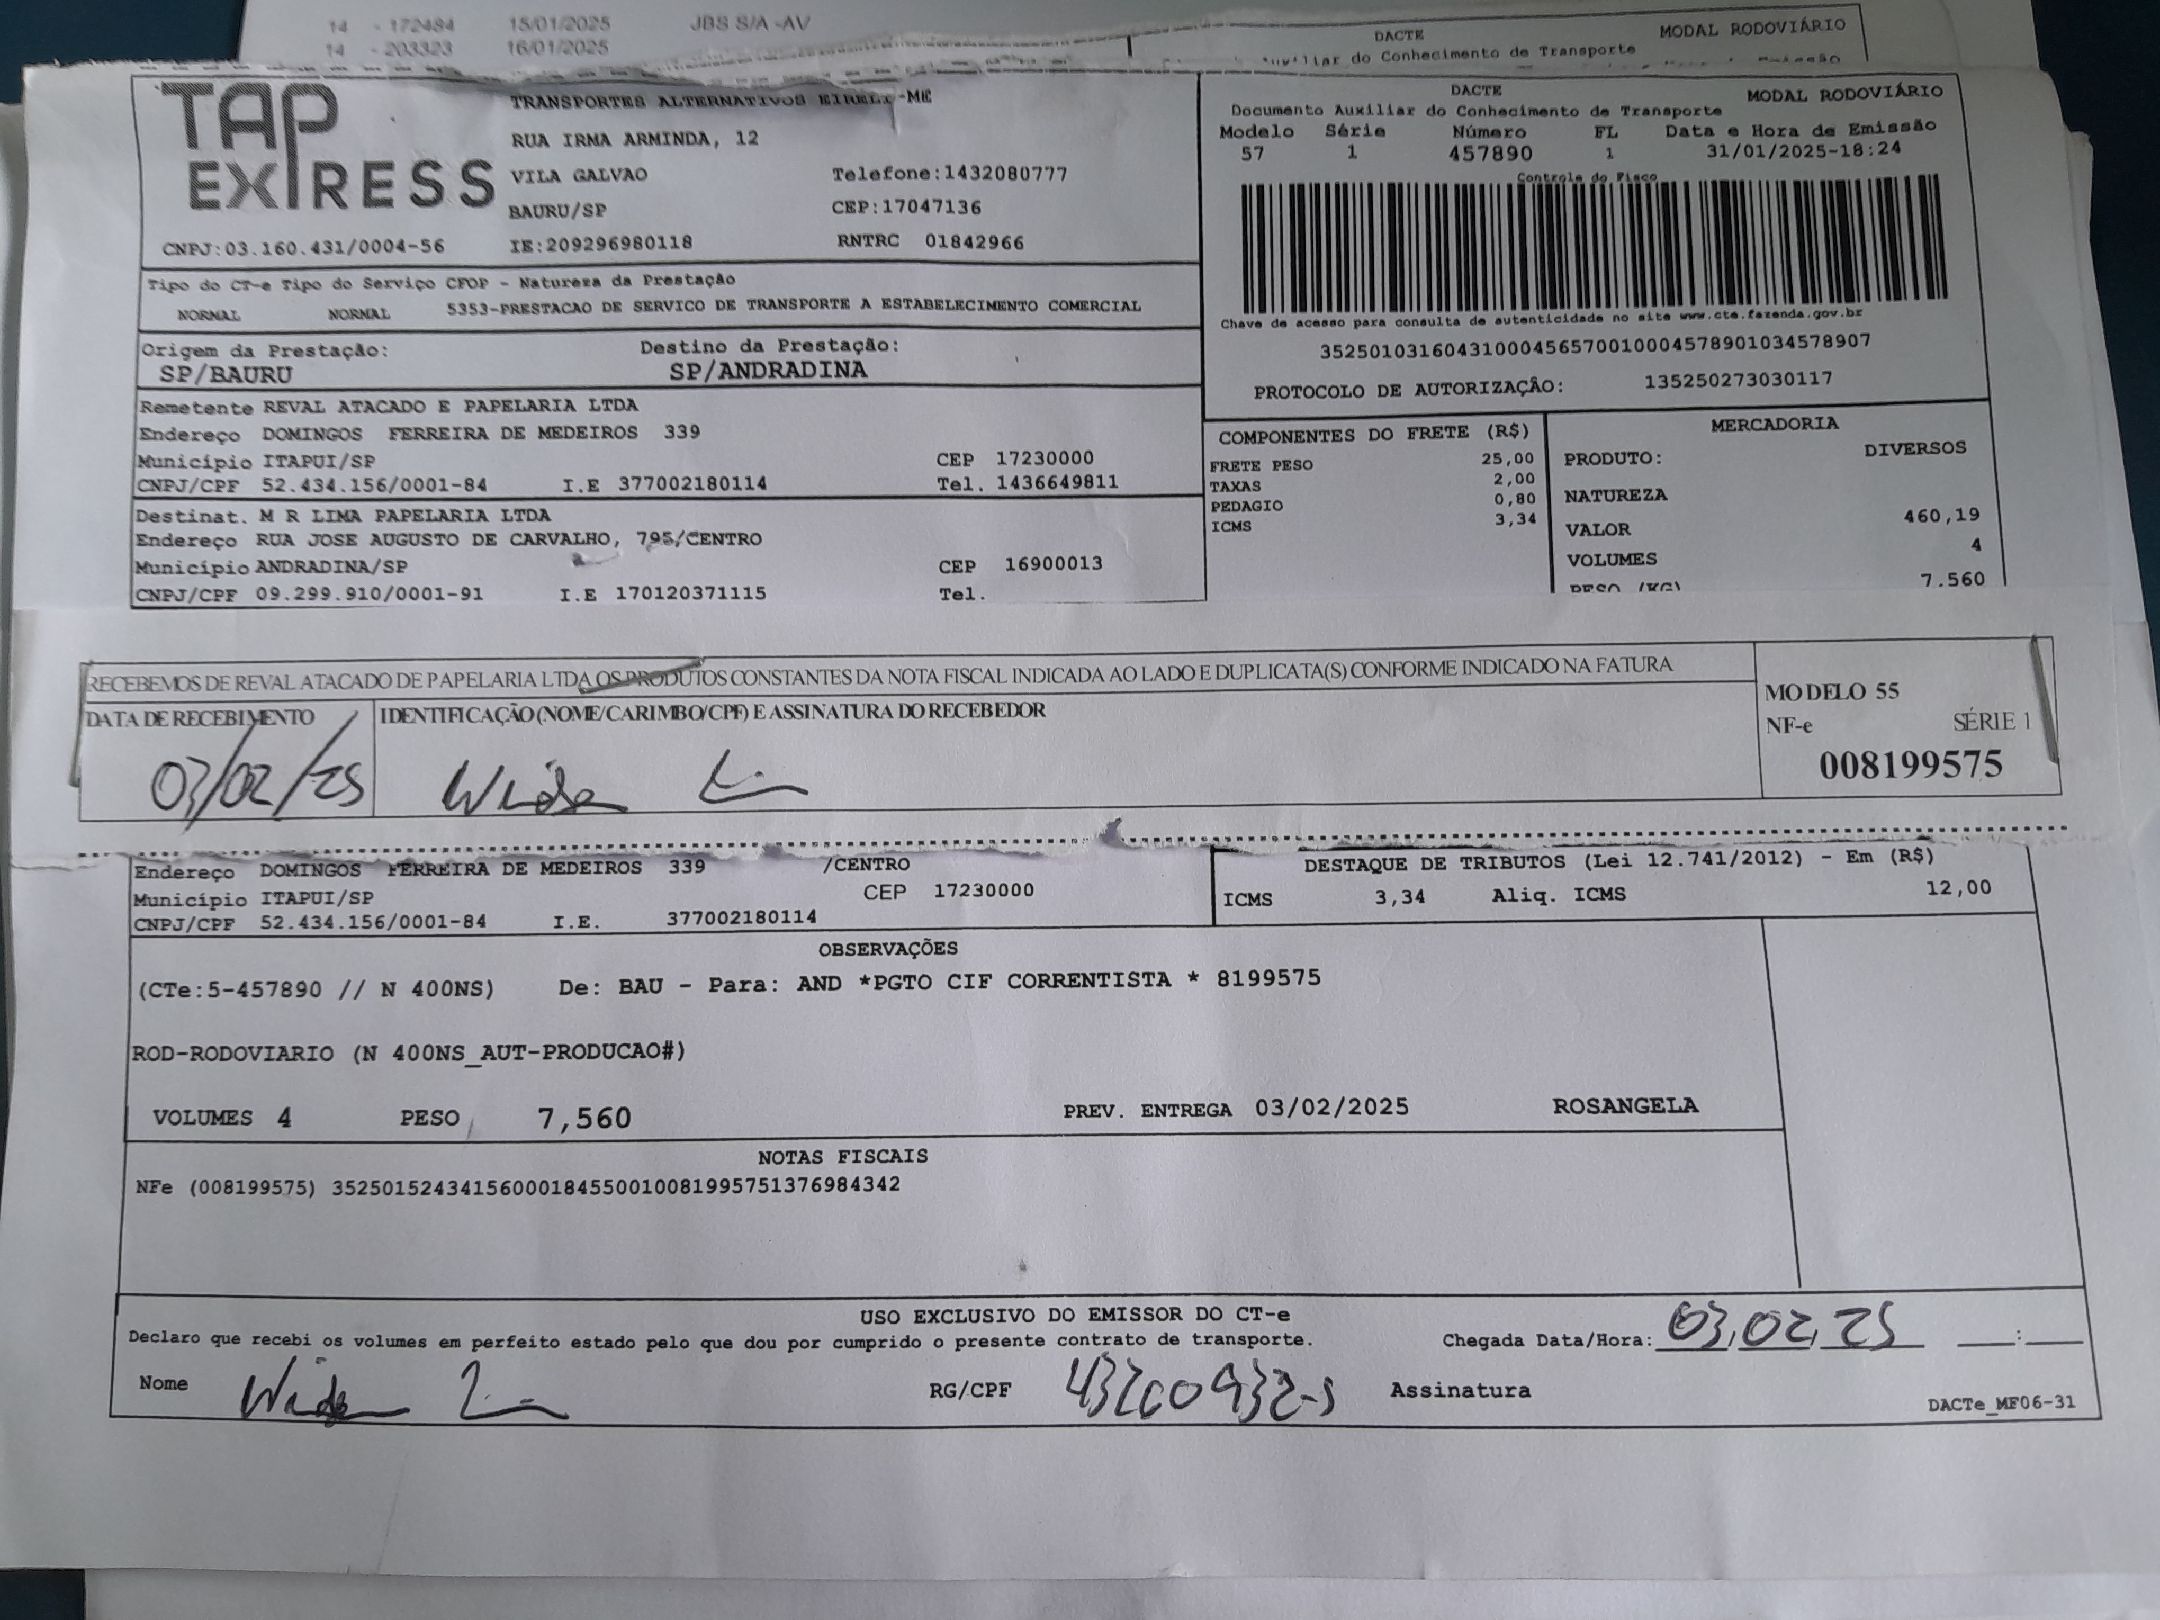 14 - 172484 15/01/2025 JBS S/A -AV
14 - 203323 16/01/2025
DACTE MODAL RODOVIÁRIO
do Conhecimento de Transporte
TAP EXPRESS
TRANSPORTES ALTERNATIVOS EIRELI-ME
RUA IRMA ARMINDA, 12
VILA GALVAO Telefone:1432080777
BAURU/SP CEP:17047136
CNPJ:03.160.431/0004-56 IE:209296980118 RNTRC 01842966
DACTE MODAL RODOVIÁRIO
Documento Auxiliar do Conhecimento de Transporte
Modelo Série Número FL Data e Hora de Emissão
57 1 457890 1 31/01/2025-18:24
Controle do Fisco
Chave de acesso para consulta de autenticidade no site www.cte.fazenda.gov.br
35250103160431000456570010004578901034578907
PROTOCOLO DE AUTORIZAÇÃO: 135250273030117
Tipo do CT-e Tipo do Serviço CFOP - Natureza da Prestação
NORMAL NORMAL 5353-PRESTACAO DE SERVICO DE TRANSPORTE A ESTABELECIMENTO COMERCIAL
Origem da Prestação: Destino da Prestação:
SP/BAURU SP/ANDRADINA
Remetente REVAL ATACADO E PAPELARIA LTDA
Endereço DOMINGOS FERREIRA DE MEDEIROS 339
Município ITAPUI/SP CEP 17230000
CNPJ/CPF 52.434.156/0001-84 I.E 377002180114 Tel. 1436649811
Destinat. M R LIMA PAPELARIA LTDA
Endereço RUA JOSE AUGUSTO DE CARVALHO, 795/CENTRO
Município ANDRADINA/SP CEP 16900013
CNPJ/CPF 09.299.910/0001-91 I.E 170120371115 Tel.
COMPONENTES DO FRETE (R$)
FRETE PESO 25,00
TAXAS 2,00
PEDAGIO 0,80
ICMS 3,34
MERCADORIA
PRODUTO: DIVERSOS
NATUREZA
VALOR 460,19
VOLUMES 4
PESO (KG) 7.560
RECEBEMOS DE REVAL ATACADO DE PAPELARIA LTDA OS PRODUTOS CONSTANTES DA NOTA FISCAL INDICADA AO LADO E DUPLICATA(S) CONFORME INDICADO NA FATURA
DATA DE RECEBIMENTO IDENTIFICAÇÃO (NOME/CARIMBO/CPF) E ASSINATURA DO RECEBEDOR
03/02/25
MODELO 55
NF-e SÉRIE 1
008199575
Endereço DOMINGOS FERREIRA DE MEDEIROS 339 /CENTRO
Município ITAPUI/SP CEP 17230000
CNPJ/CPF 52.434.156/0001-84 I.E. 377002180114
DESTAQUE DE TRIBUTOS (Lei 12.741/2012) - Em (R$)
ICMS 3,34 Aliq. ICMS 12,00
OBSERVAÇÕES
(CTe:5-457890 // N 400NS) De: BAU - Para: AND *PGTO CIF CORRENTISTA * 8199575
ROD-RODOVIARIO (N 400NS_AUT-PRODUCAO#)
VOLUMES 4 PESO 7,560 PREV. ENTREGA 03/02/2025 ROSANGELA
NOTAS FISCAIS
NFe (008199575) 35250152434156000184550010081995751376984342
USO EXCLUSIVO DO EMISSOR DO CT-e
Declaro que recebi os volumes em perfeito estado pelo que dou por cumprido o presente contrato de transporte. Chegada Data/Hora: 03,02,25 :
Nome RG/CPF Assinatura
DACTe_MF06-31